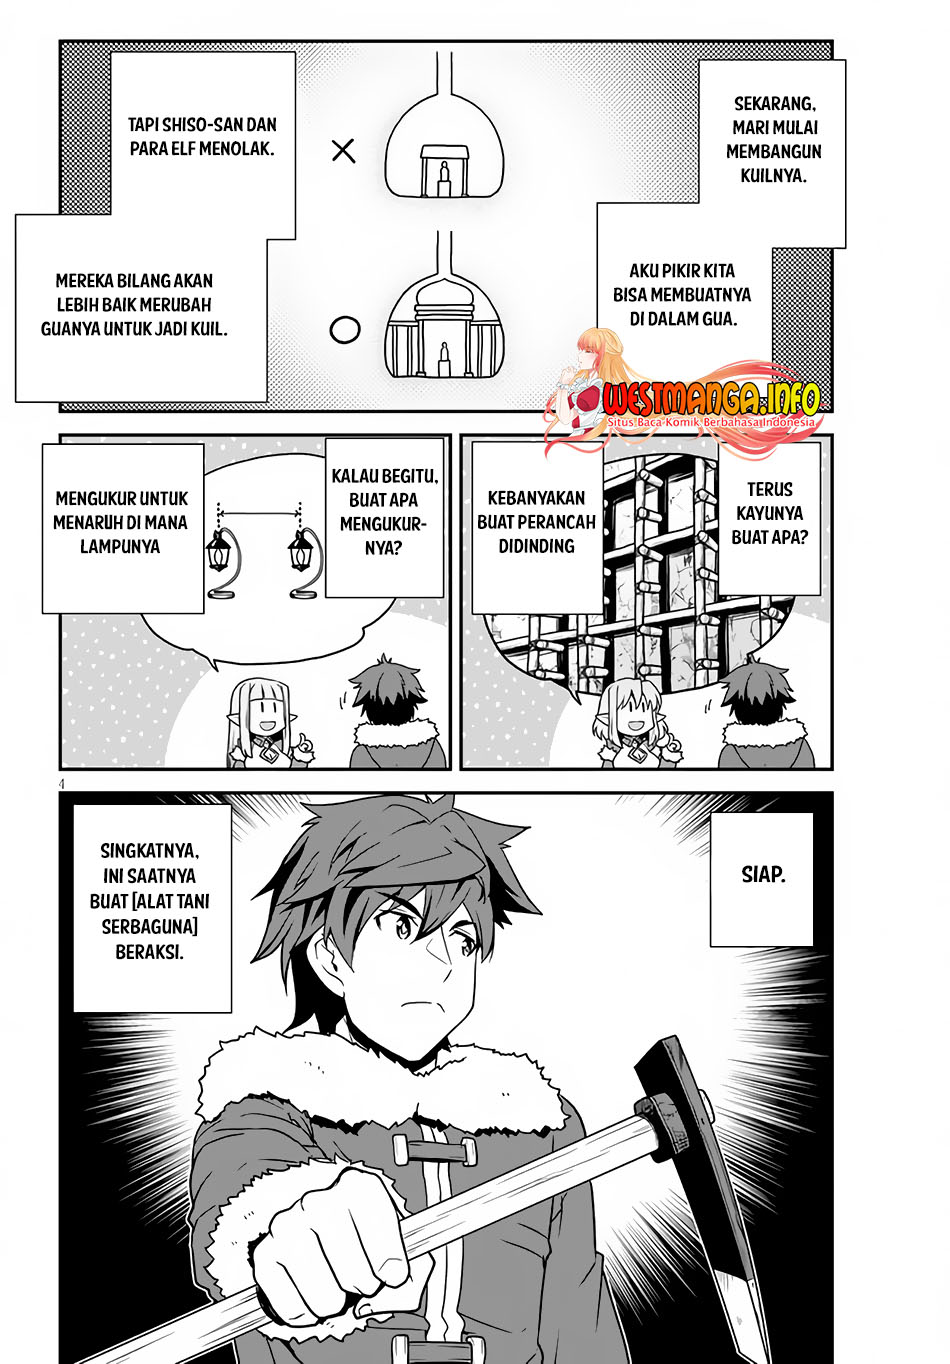 SEKARANG,
MARI MULAI
MEMBANGUN
KUILNYA.
AKU PIKIR KITA
BISA MEMBUATNYA
DI DALAM GUA.
TAPI SHISO-SAN DAN
PARA ELF MENOLAK.
MEREKA BILANG AKAN
LEBIH BAIK MERUBAH
GUANYA UNTUK JADI KUIL.
WESTMANGA.INFO
Situs Baca Komik Berbahasa Indonesia
TERUS
KAYUNYA
BUAT APA?
KEBANYAKAN
BUAT PERANCAH
DIDINDING
KALAU BEGITU,
BUAT APA
MENGUKUR-
NYA?
MENGUKUR UNTUK
MENARUH DI MANA
LAMPUNYA
4
SIAP.
SINGKATNYA,
INI SAATNYA
BUAT [ALAT TANI
SERBAGUNA]
BERAKSI.